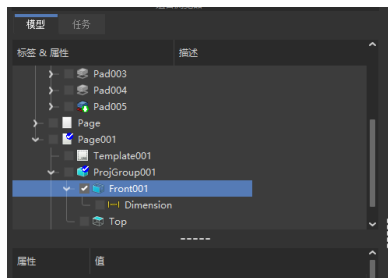 模型 任务
标签 & 属性 描述
Pad003
Pad004
Pad005
Page
Page001
Template001
ProjGroup001
Front001
Dimension
Top
属性 值